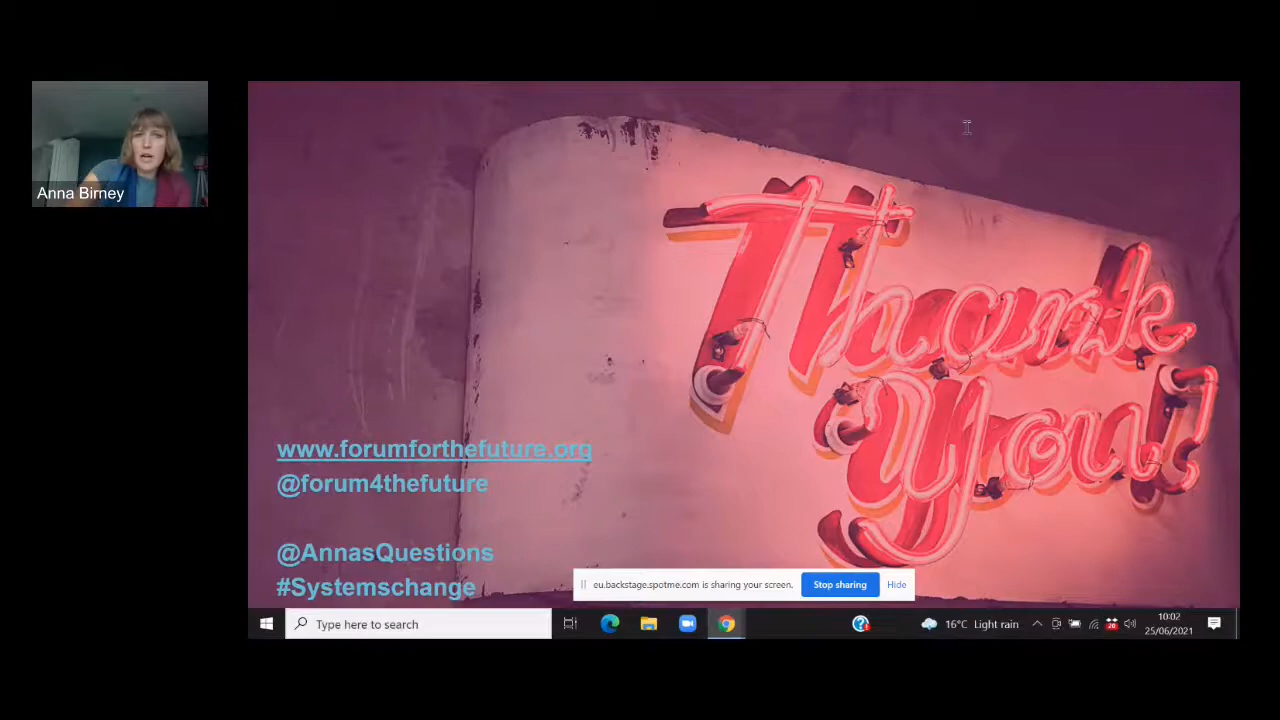 Anna Birney
Thank
you!
www.forumforthefuture.org
@forum4thefuture
@AnnasQuestions
#Systemschange
eu.backstage.spotme.com is sharing your screen.
Stop sharing
Hide
Type here to search
16°C Light rain
10:02
25/06/2021